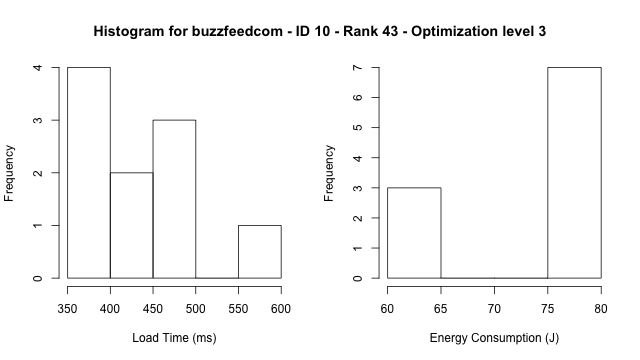 Histogram for buzzfeedcom - ID 10 - Rank 43 - Optimization level 3
Frequency
4
3
2
1
0
350 400 450 500 550 600
Load Time (ms)
Frequency
7
6
5
4
3
2
1
0
60 65 70 75 80
Energy Consumption (J)